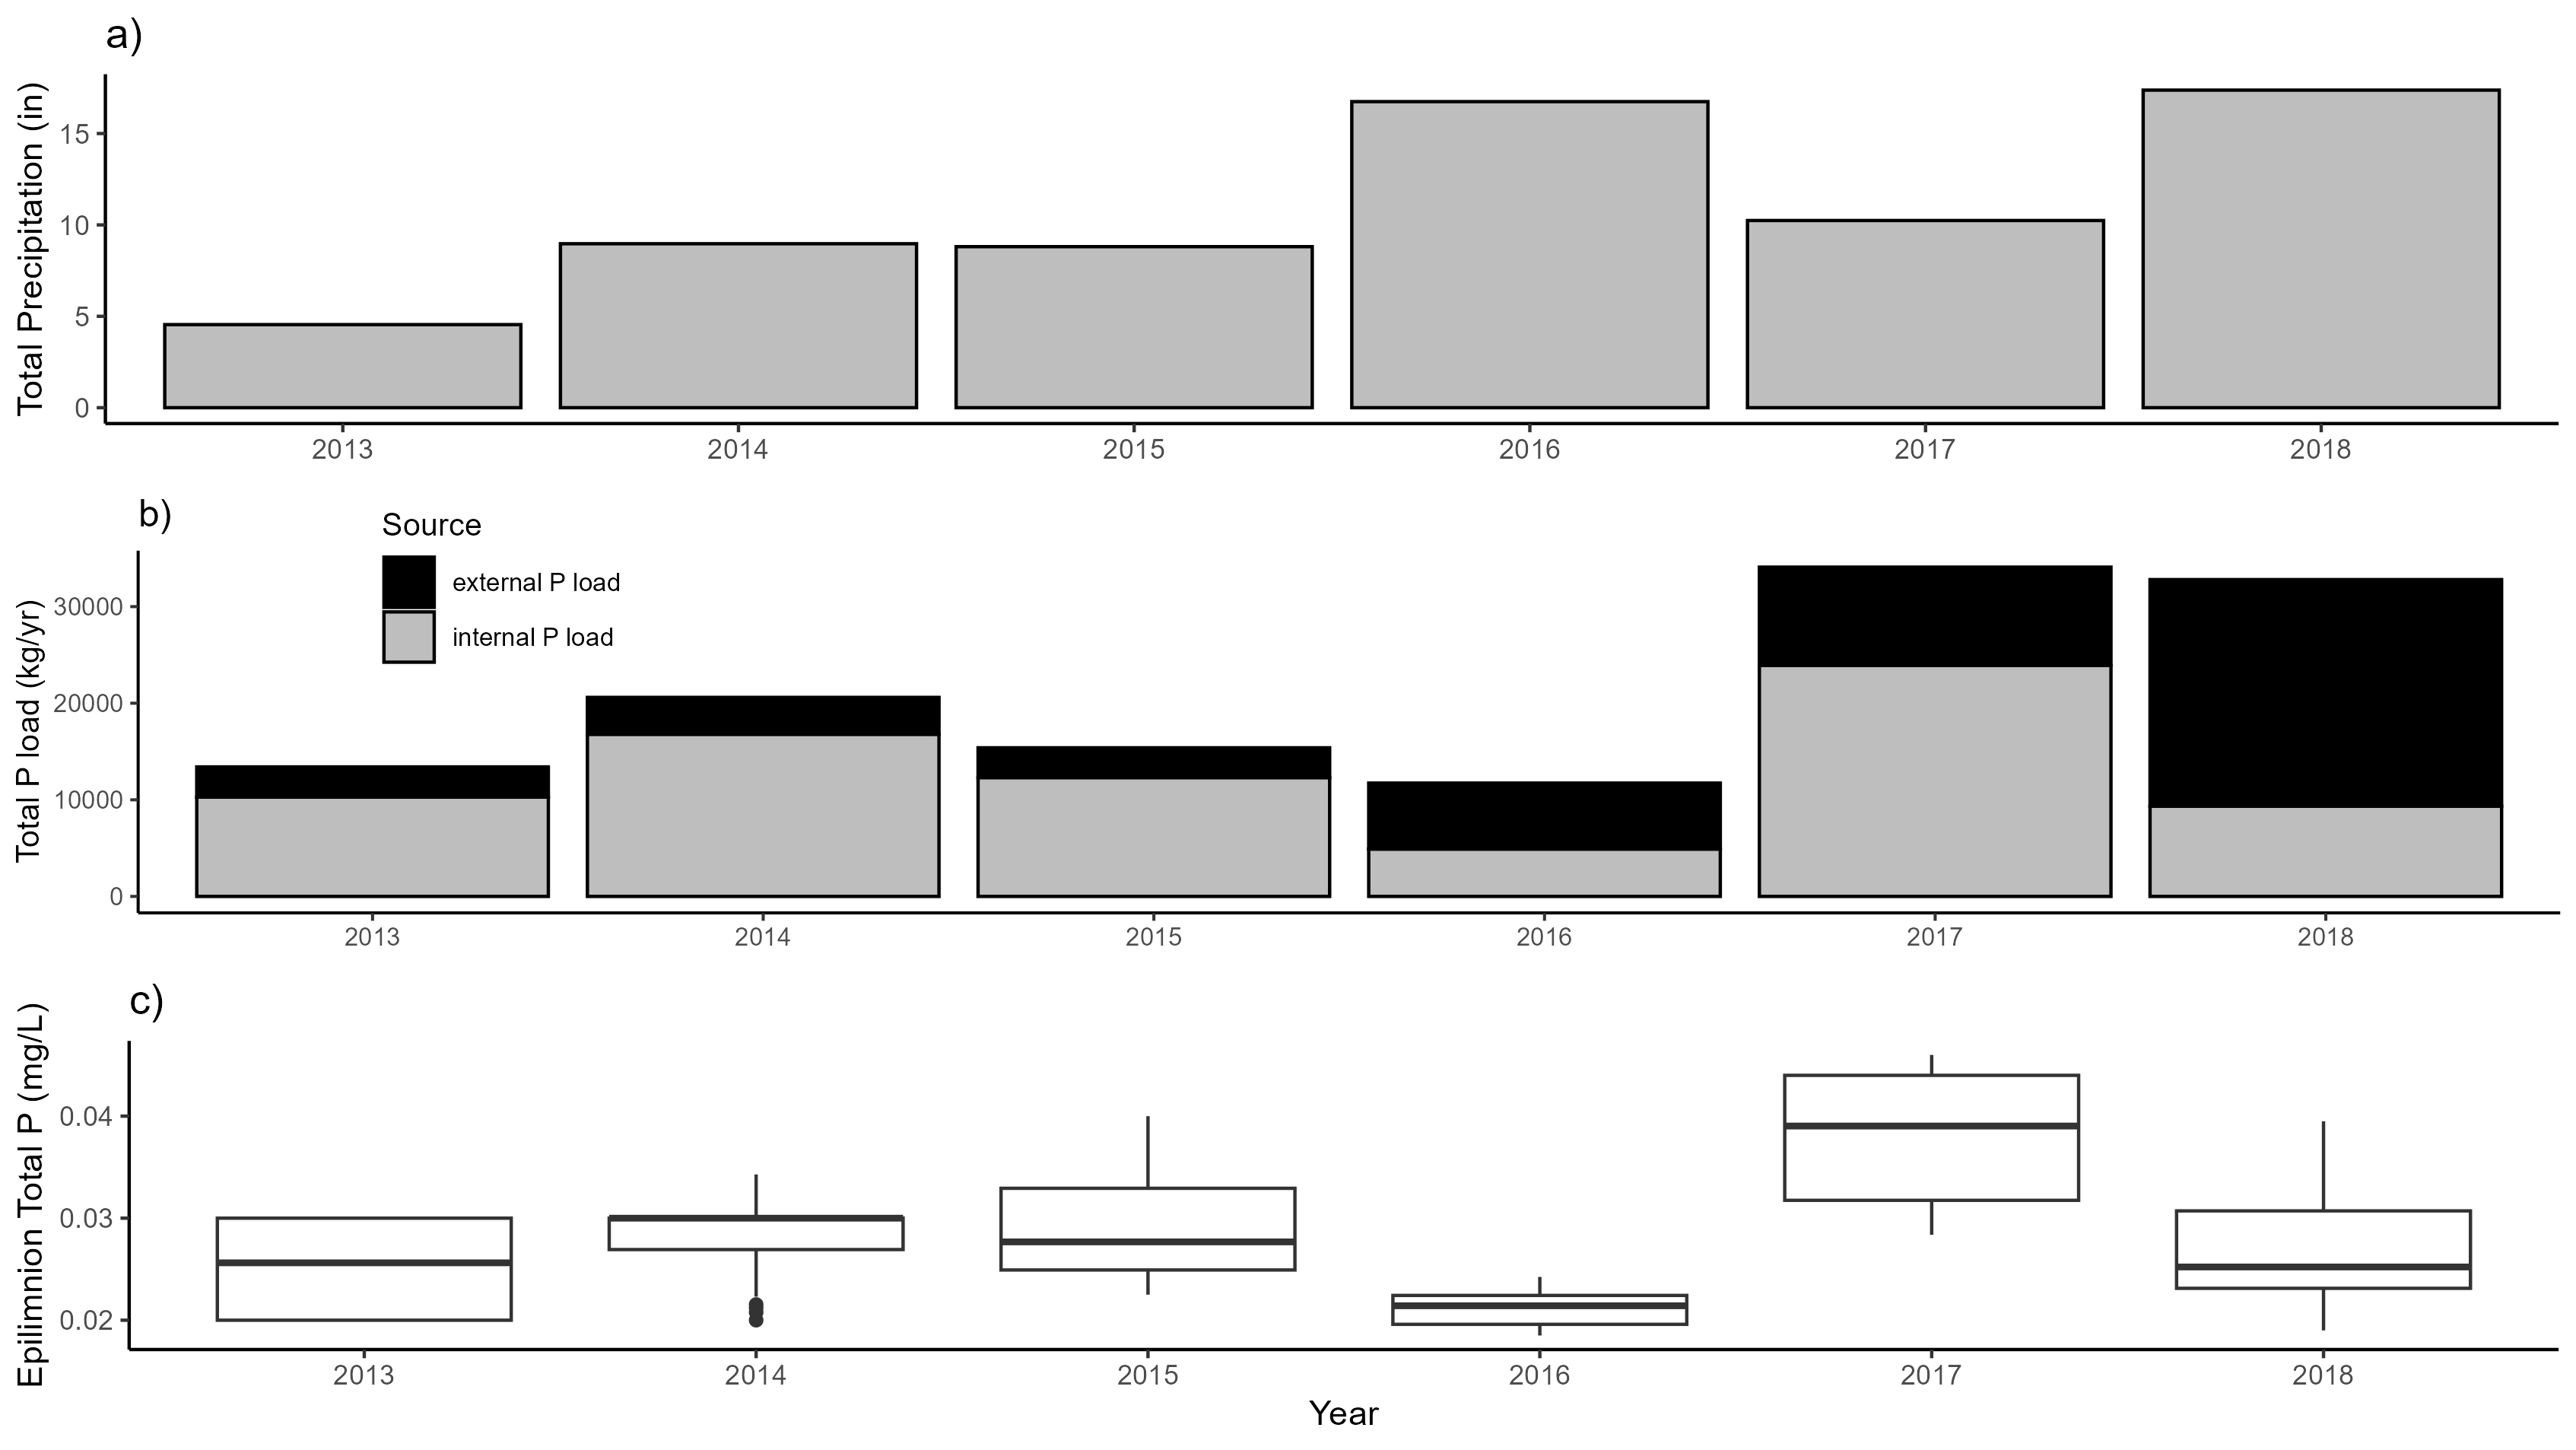 a)
Total Precipitation (in)
15
10
5
0
2013 2014 2015 2016 2017 2018
b)
Source
external P load
internal P load
Total P load (kg/yr)
30000
20000
10000
0
2013 2014 2015 2016 2017 2018
c)
Epilimnion Total P (mg/L)
0.04
0.03
0.02
2013 2014 2015 2016 2017 2018
Year